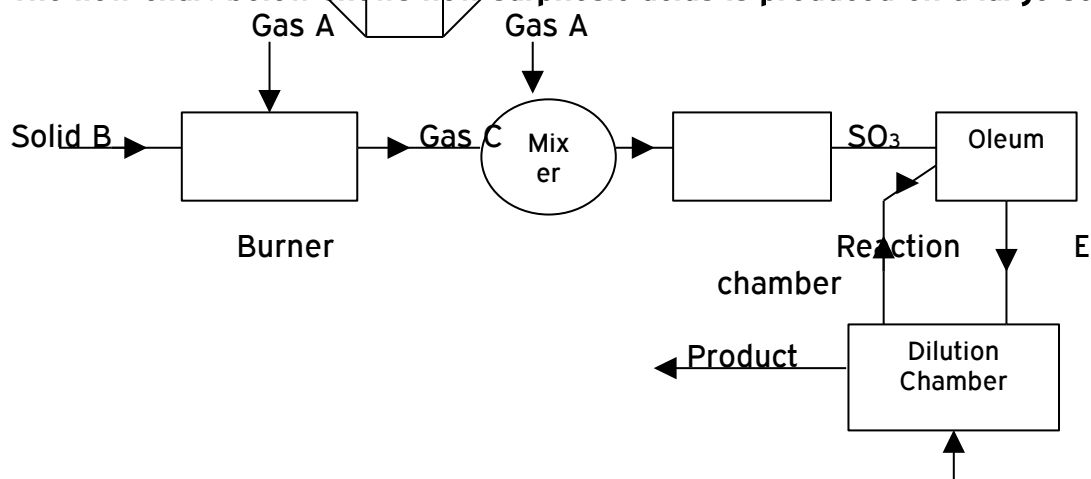 Gas A
Gas A
Solid B
Gas C
Mix
er
SO₃
Oleum
Burner
Reaction
chamber
E
Product
Dilution
Chamber